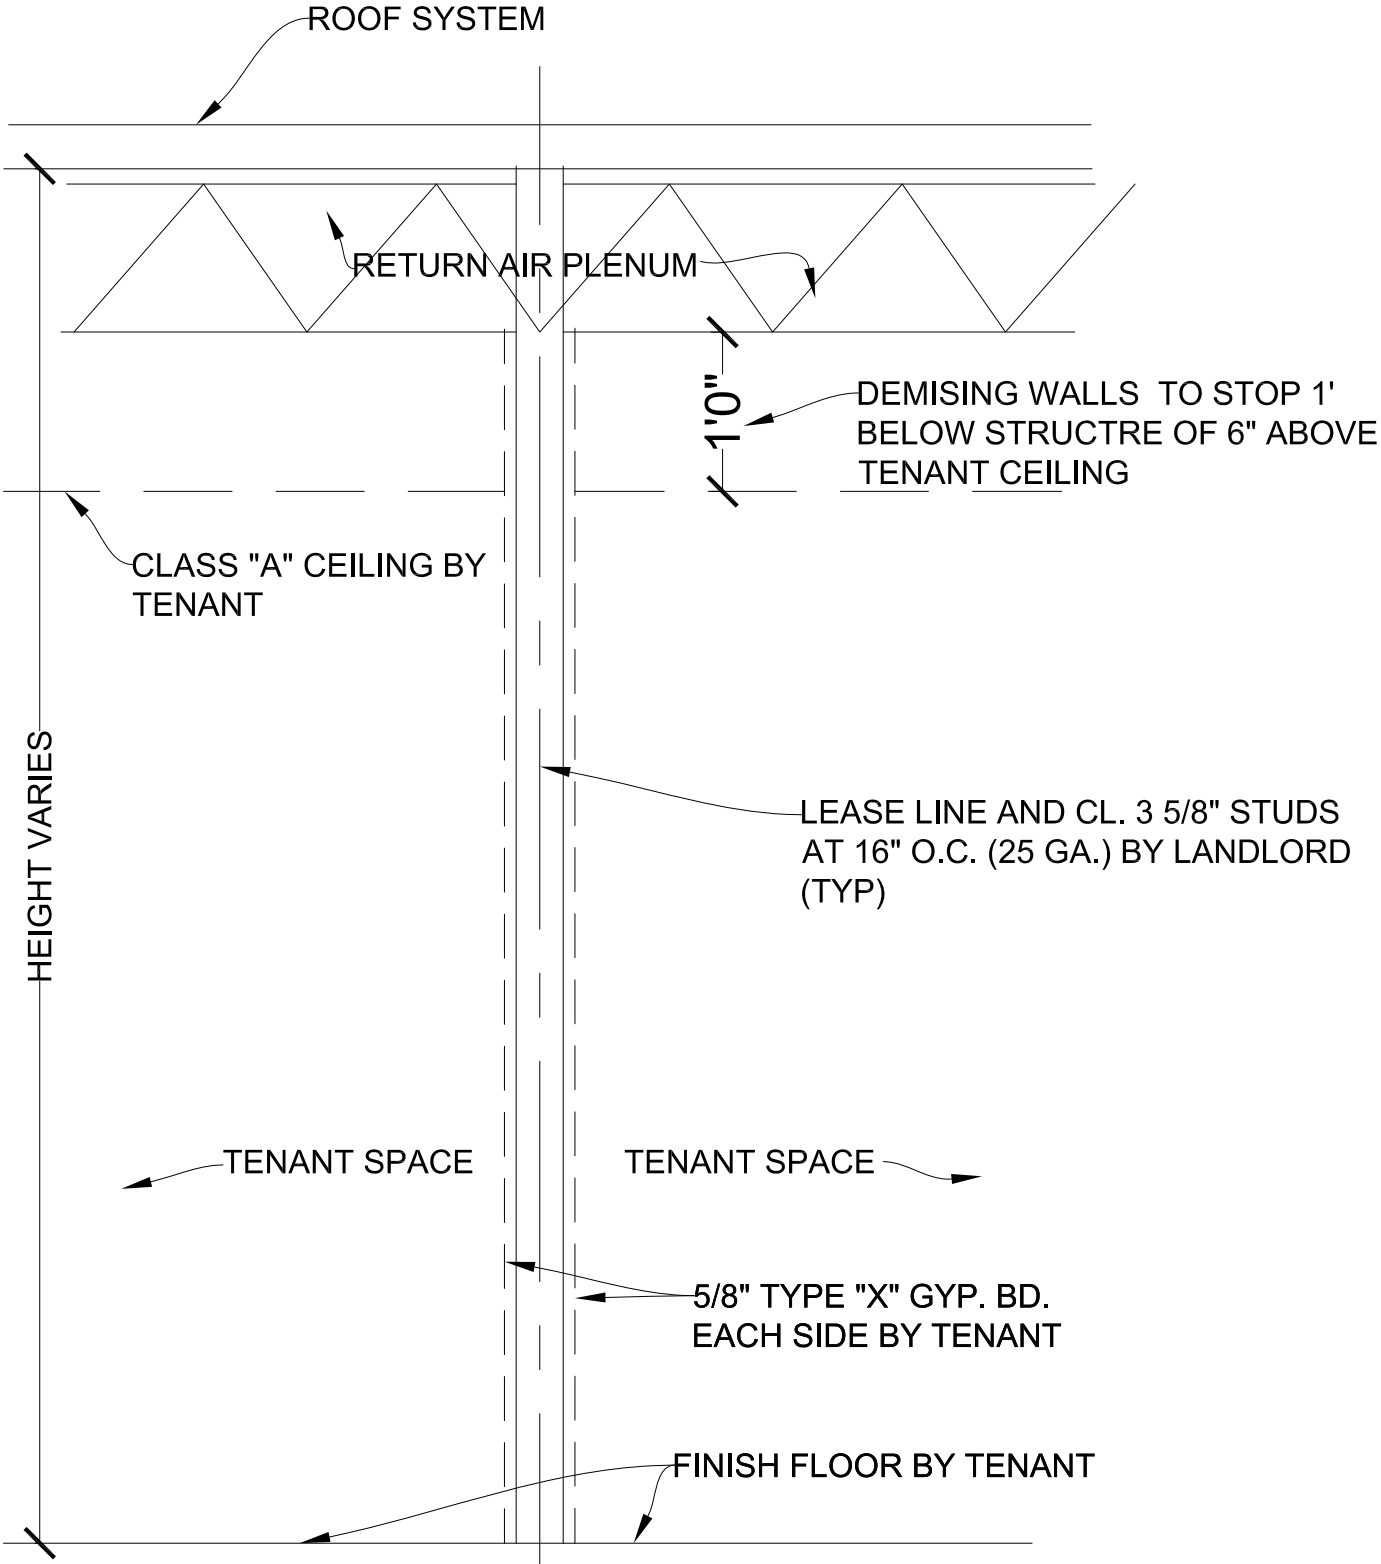 ROOF SYSTEM
RETURN AIR PLENUM
1'0"
DEMISING WALLS  TO STOP 1'
BELOW STRUCTRE OF 6" ABOVE
TENANT CEILING
CLASS "A" CEILING BY
TENANT
HEIGHT VARIES
LEASE LINE AND CL. 3 5/8" STUDS
AT 16" O.C. (25 GA.) BY LANDLORD
(TYP)
TENANT SPACE
TENANT SPACE
5/8" TYPE "X" GYP. BD.
EACH SIDE BY TENANT
FINISH FLOOR BY TENANT